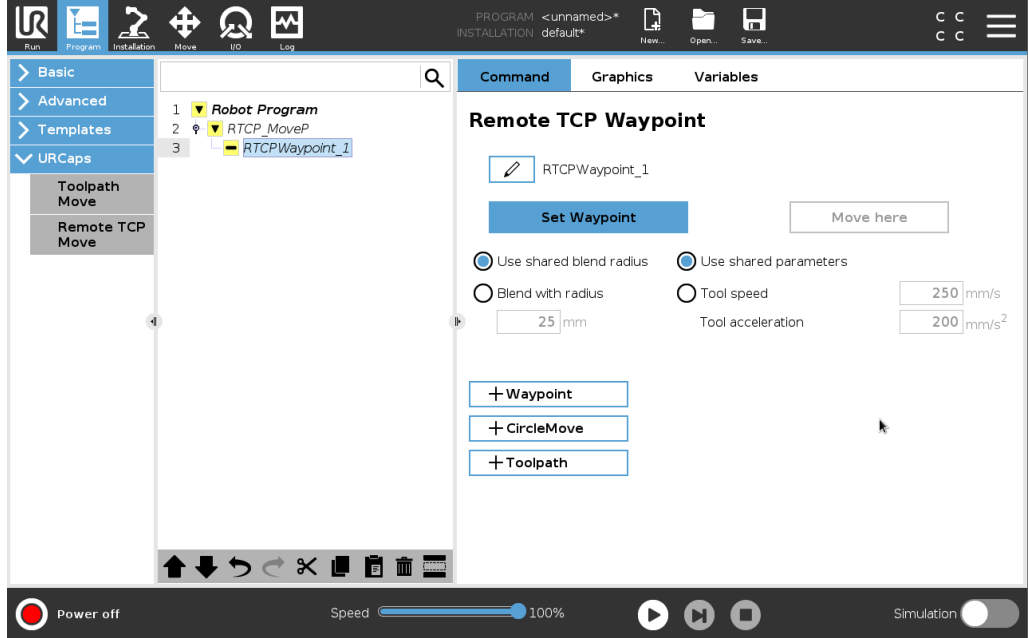 PROGRAM <unnamed>*
INSTALLATION default*
Run Program Installation Move I/O Log New... Open... Save...
C C
C C
Basic
Advanced
Templates
URCaps
Toolpath
Move
Remote TCP
Move
1 Robot Program
2 RTCP_MoveP
3 RTCPWaypoint_1
Command Graphics Variables
Remote TCP Waypoint
RTCPWaypoint_1
Set Waypoint Move here
Use shared blend radius Use shared parameters
Blend with radius Tool speed 250 mm/s
25 mm Tool acceleration 200 mm/s²
Waypoint
CircleMove
Toolpath
Power off Speed 100% Simulation